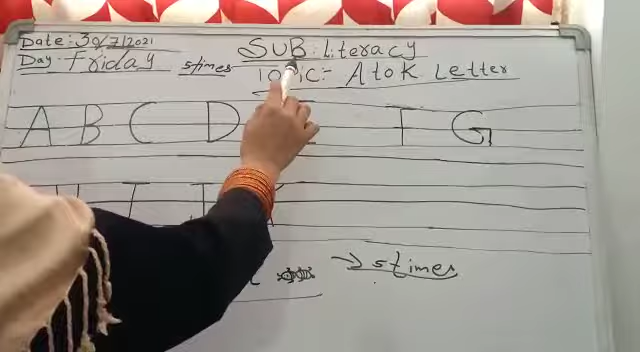 Date: 30/7/2021
SUB: Literacy
Day: Friday 5times
TOPIC:- A to K Letter
A B C D G
→ 5times